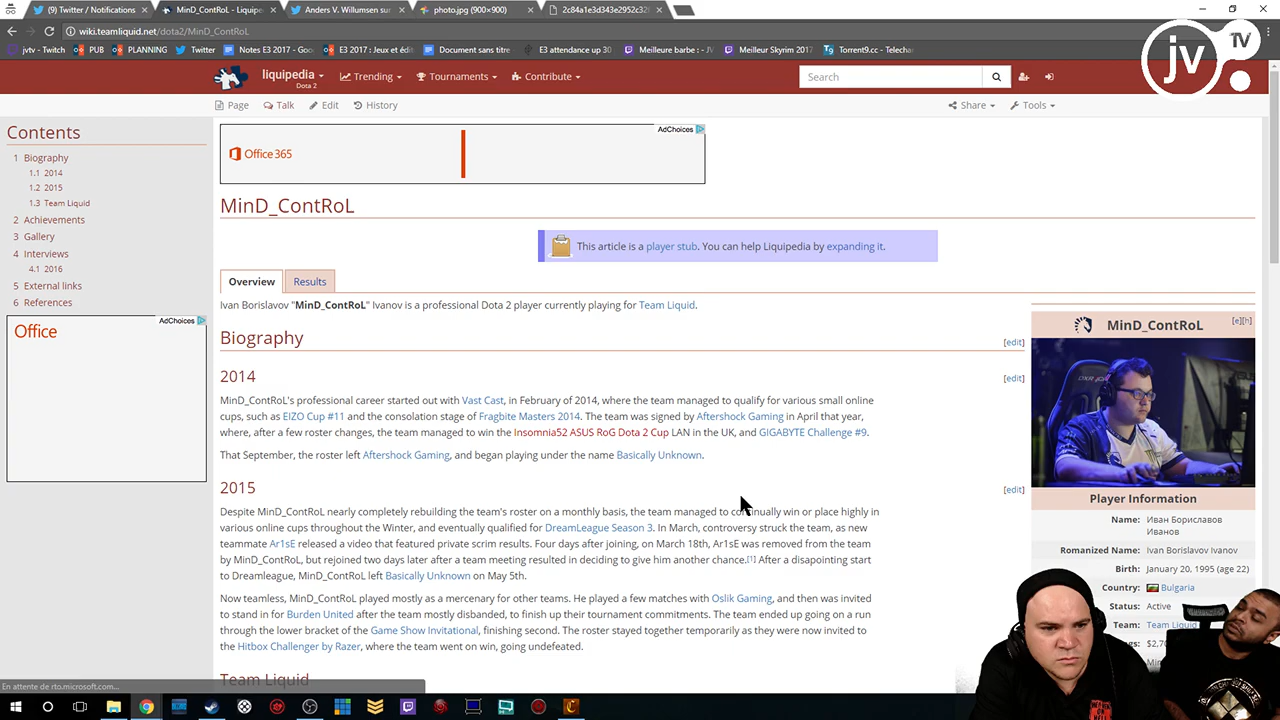 (2) Twitter / Notifications
MinD_ContRoL - Liquipe
Anders V. Willumsen sur
photo.jpg (900×900)
2c84a1e3d343e2952c32
wiki.teamliquid.net/dota2/MinD_ContRoL
jvtv - Twitch
PUB
PLANNING
Twitter
Notes E3 2017 - G
E3 2017 : Jeux et édit
Document sans titre
E3 attendance up 30
Meilleure barbe : - JV
Meilleur Skyrim 2017
Torrent9.cc - Telecha
jv
TV
liquipedia
Dota 2
Trending
Tournaments
Contribute
Search
Page
Talk
Edit
History
Share
Tools
Contents
1 Biography
1.1 2014
1.2 2015
1.3 Team Liquid
2 Achievements
3 Gallery
4 Interviews
4.1 2016
5 External links
6 References
AdChoices
Office
AdChoices
Office 365
MinD_ContRoL
This article is a player stub. You can help Liquipedia by expanding it.
Overview
Results
Ivan Borislavov "MinD_ContRoL" Ivanov is a professional Dota 2 player currently playing for Team Liquid.
Biography
[edit]
2014
[edit]
MinD_ContRoL's professional career started out with Vast Cast, in February of 2014, where the team managed to qualify for various small online
cups, such as EIZO Cup #11 and the consolation stage of Fragbite Masters 2014. The team was signed by Aftershock Gaming in April that year,
where, after a few roster changes, the team managed to win the Insomnia52 ASUS RoG Dota 2 Cup LAN in the UK, and GIGABYTE Challenge #9.
That September, the roster left Aftershock Gaming, and began playing under the name Basically Unknown.
2015
[edit]
Despite MinD_ContRoL nearly completely rebuilding the team's roster on a monthly basis, the team managed to continually win or place highly in
various online cups throughout the Winter, and eventually qualified for DreamLeague Season 3. In March, controversy struck the team, as new
teammate Ar1sE released a video that featured private scrim results. Four days after joining, on March 18th, Ar1sE was removed from the team
by MinD_ContRoL, but rejoined two days later after a team meeting resulted in deciding to give him another chance.[1] After a disapointing start
to Dreamleague, MinD_ContRoL left Basically Unknown on May 5th.
Now teamless, MinD_ContRoL played mostly as a mercenary for other teams. He played a few matches with Oslik Gaming, and then was invited
to stand in for Burden United after the team mostly disbanded, to finish up their tournament commitments. The team ended up going on a run
through the lower bracket of the Game Show Invitational, finishing second. The roster stayed together temporarily as they were now invited to
the Hitbox Challenger by Razer, where the team went on win, going undefeated.
Team Liquid
MinD_ContRoL
[e][h]
Player Information
Name: Иван Бориславов
Иванов
Romanized Name: Ivan Borislavov Ivanov
Birth: January 20, 1995 (age 22)
Country: Bulgaria
Status: Active
Team: Team Liquid
En attente de rto.microsoft.com...